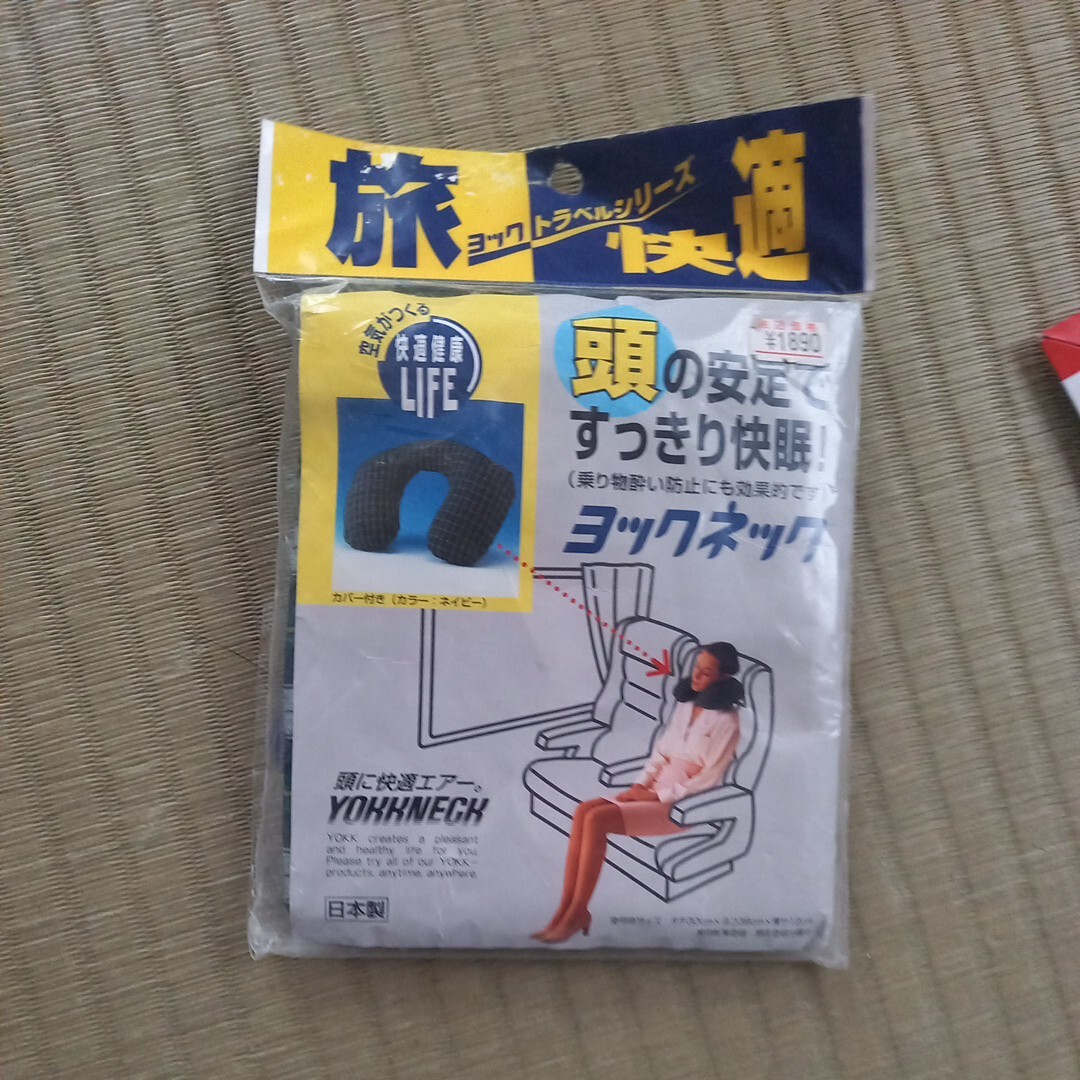 旅
ヨック トラベルシリーズ
快適
空気がつくる
快適健康
LIFE
¥1890
頭の安定で
すっきり快眠!
(乗り物酔い防止にも効果的です)
ヨックネック
カバー付き(カラー:ネイビー)
頭に快適エアー。
YOKKNECK
YOKK creates a pleasant
and healthy life for you
Please try all of our YOKK-
products, anytime, anywhere.
日本製